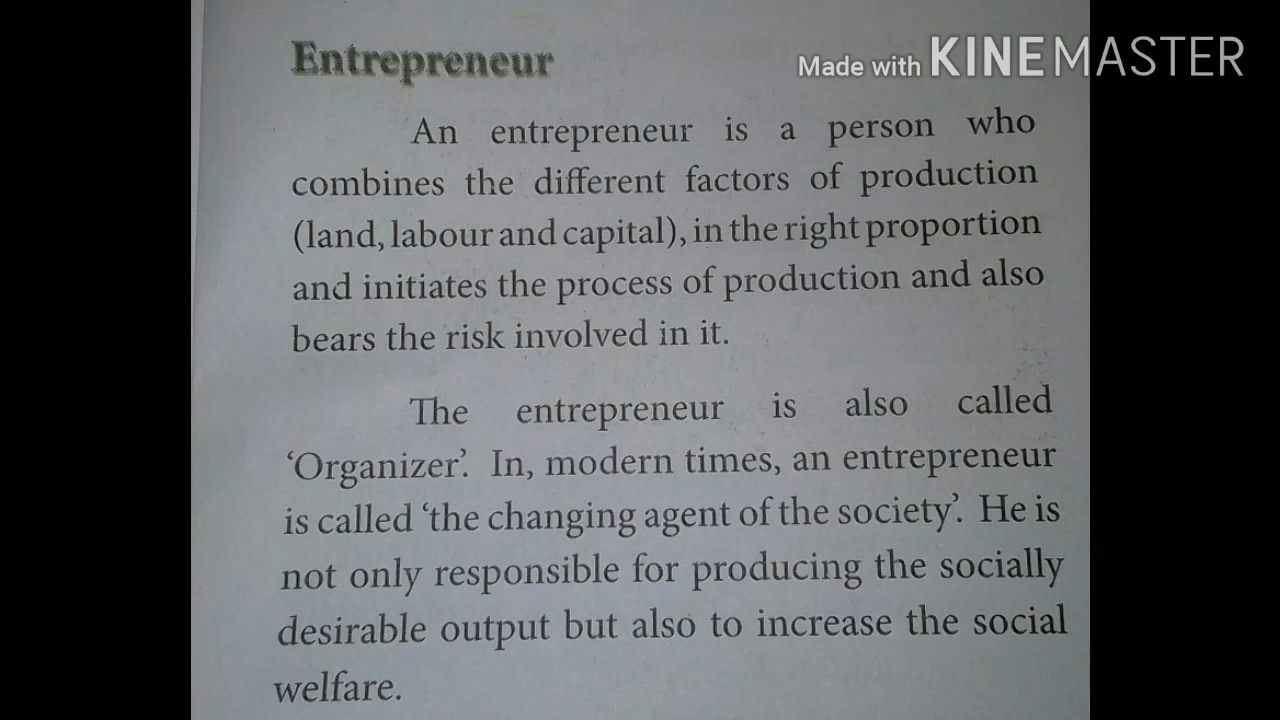 Entrepreneur
Made with KINEMASTER
An entrepreneur is a person who
combines the different factors of production
(land, labour and capital), in the right proportion
and initiates the process of production and also
bears the risk involved in it.
The entrepreneur is also called
‘Organizer’. In, modern times, an entrepreneur
is called ‘the changing agent of the society’. He is
not only responsible for producing the socially
desirable output but also to increase the social
welfare.